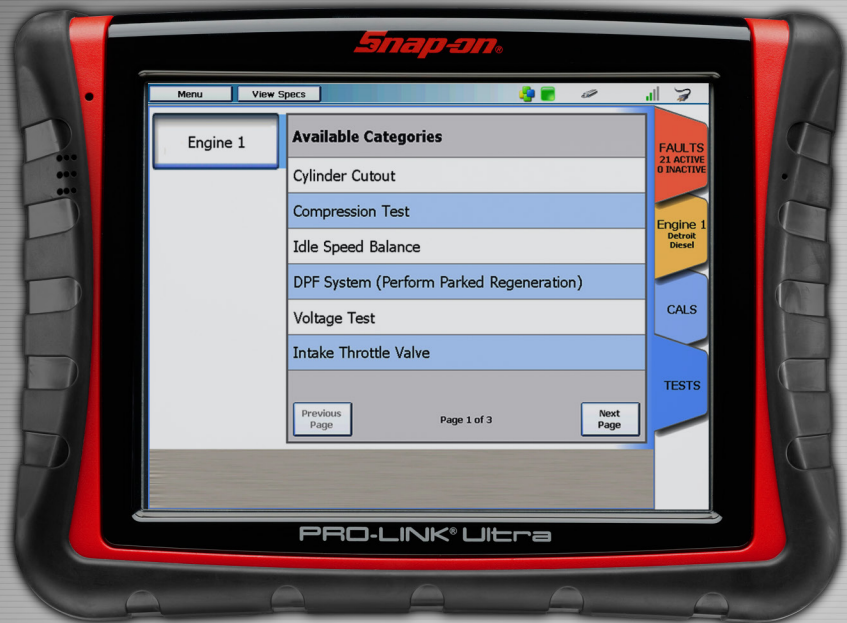 Snap-on®
Menu
View Specs
Engine 1
Available Categories
Cylinder Cutout
Compression Test
Idle Speed Balance
DPF System (Perform Parked Regeneration)
Voltage Test
Intake Throttle Valve
Previous
Page
Page 1 of 3
Next
Page
FAULTS
21 ACTIVE
0 INACTIVE
Engine 1
Detroit
Diesel
CALS
TESTS
PRO-LINK® Ultra